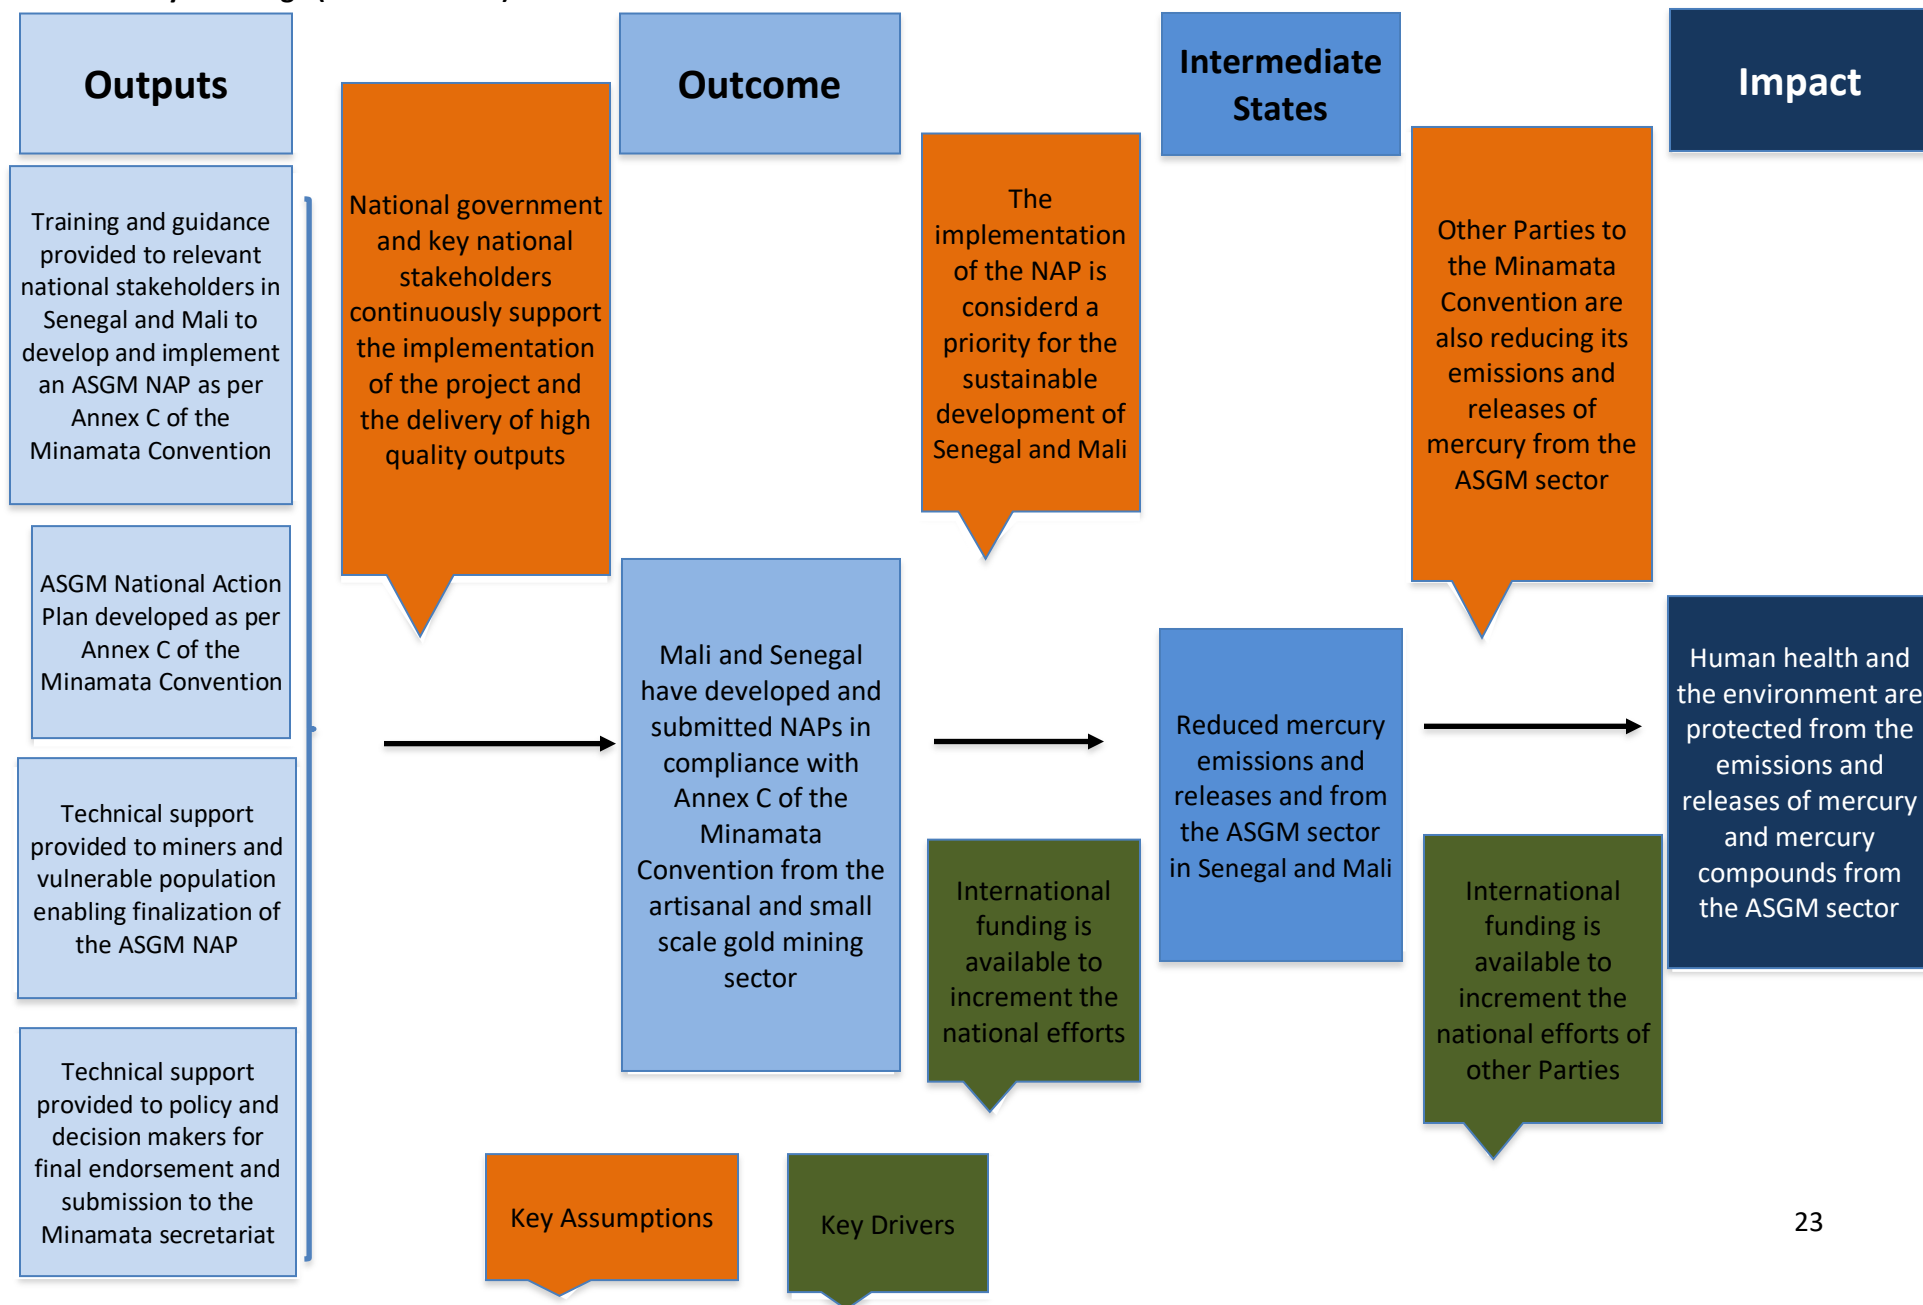 Outputs
Training and guidance
provided to relevant
national stakeholders in
Senegal and Mali to
develop and implement
an ASGM NAP as per
Annex C of the
Minamata Convention
ASGM National Action
Plan developed as per
Annex C of the
Minamata Convention
Technical support
provided to miners and
vulnerable population
enabling finalization of
the ASGM NAP
Technical support
provided to policy and
decision makers for
final endorsement and
submission to the
Minamata secretariat
National government
and key national
stakeholders
continuously support
the implementation
of the project and
the delivery of high
quality outputs
Outcome
Mali and Senegal
have developed and
submitted NAPs in
compliance with
Annex C of the
Minamata
Convention from the
artisanal and small
scale gold mining
sector
The
implementation
of the NAP is
considerd a
priority for the
sustainable
development of
Senegal and Mali
International
funding is
available to
increment the
national efforts
Intermediate
States
Reduced mercury
emissions and
releases and from
the ASGM sector
in Senegal and Mali
Other Parties to
the Minamata
Convention are
also reducing its
emissions and
releases of
mercury from the
ASGM sector
International
funding is
available to
increment the
national efforts of
other Parties
Impact
Human health and
the environment are
protected from the
emissions and
releases of mercury
and mercury
compounds from
the ASGM sector
Key Assumptions
Key Drivers
23